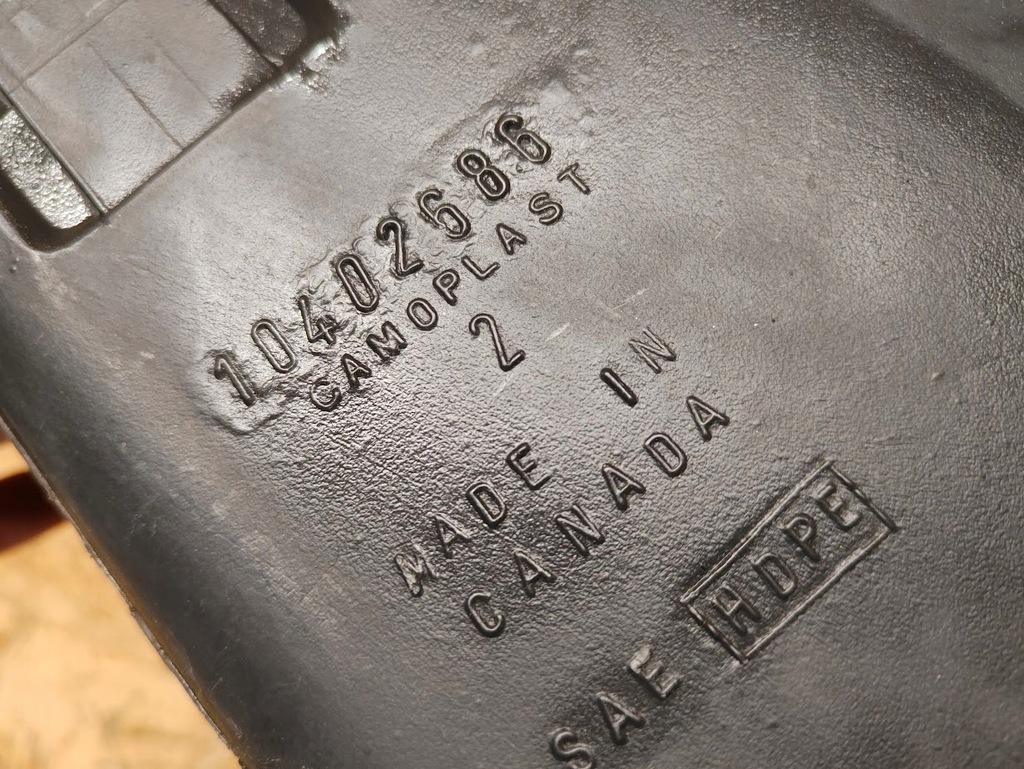 10402686
CAMOPLAST
2
MADE IN
CANADA
SAE HDPE